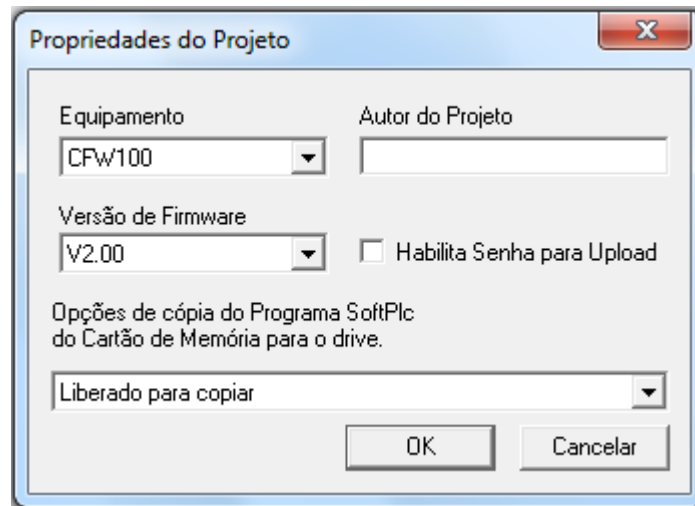 Propriedades do Projeto
Equipamento
Autor do Projeto
CFW100
Versão de Firmware
V2.00
Habilita Senha para Upload
Opções de cópia do Programa SoftPlc
do Cartão de Memória para o drive.
Liberado para copiar
OK
Cancelar